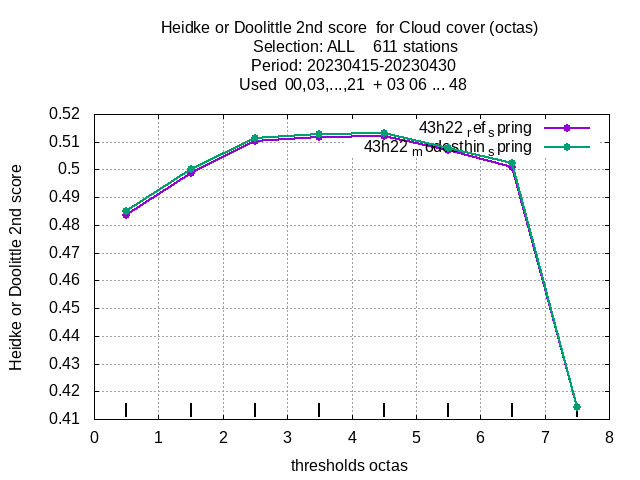 Heidke or Doolittle 2nd score  for Cloud cover (octas)
Selection: ALL    611 stations
Period: 20230415-20230430
Used  00,03,...,21  + 03 06 ... 48
43h22 ref spring
43h22 modesthin spring
Heidke or Doolittle 2nd score
0.52
0.51
0.5
0.49
0.48
0.47
0.46
0.45
0.44
0.43
0.42
0.41
0 1 2 3 4 5 6 7 8
thresholds octas